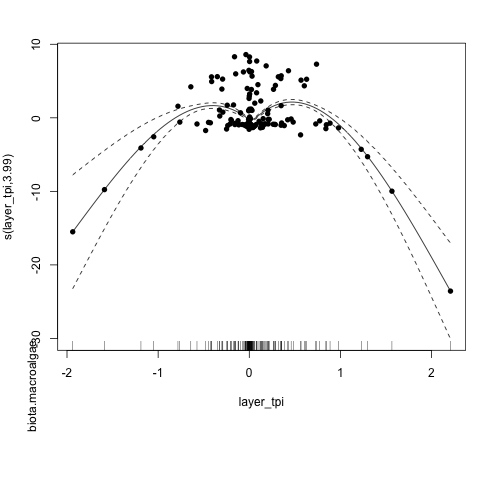 10
0
-10
-20
-30
s(layer_tpi,3.99)
biota.macroalgae
-2 -1 0 1 2
layer_tpi